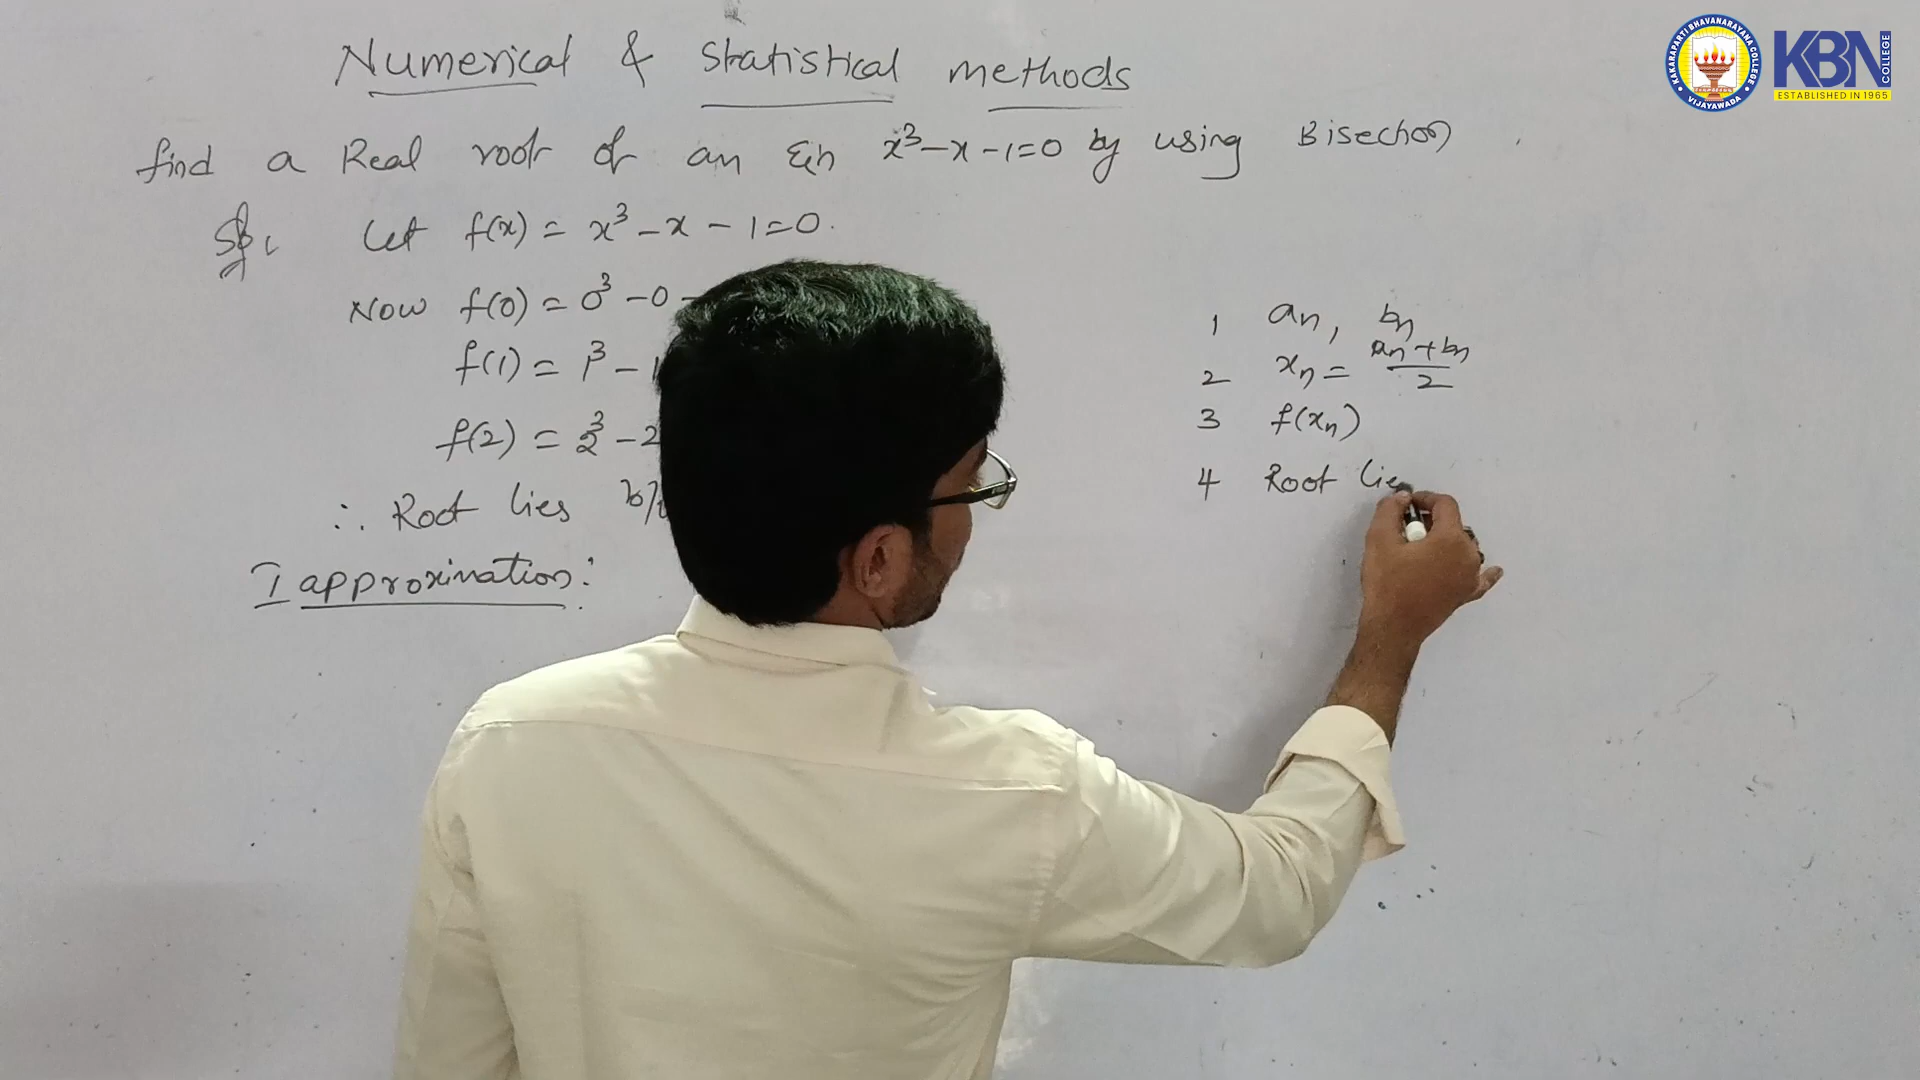 Numerical & Statistical methods
find a Real root of an Eqn x³-x-1=0 by using Bisection
Sol:
Let f(x) = x³-x-1=0.
Now f(0) = 0³-0-
f(1) = 1³-1
f(2) = 2³-2
∴ Root lies b/
I approximation:
1 an, bn
2 xn = an+bn/2
3 f(xn)
4 Root lie
KAKARAPARTI BHAVANARAYANA COLLEGE
VIJAYAWADA
KBN
COLLEGE
ESTABLISHED IN 1965